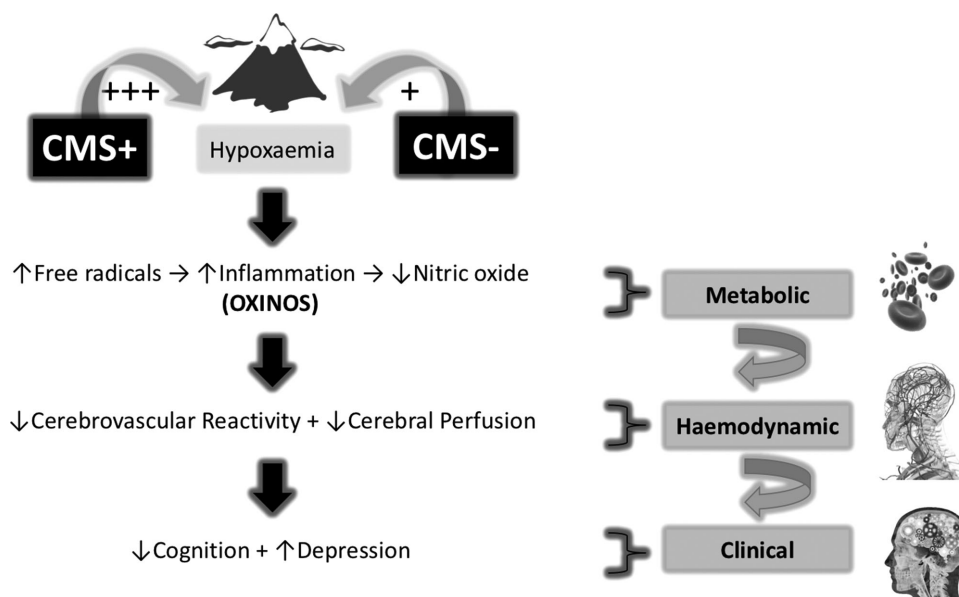 +++
+
CMS+
Hypoxaemia
CMS-
↑Free radicals → ↑Inflammation → ↓Nitric oxide
(OXINOS)
Metabolic
↓Cerebrovascular Reactivity + ↓Cerebral Perfusion
Haemodynamic
↓Cognition + ↑Depression
Clinical